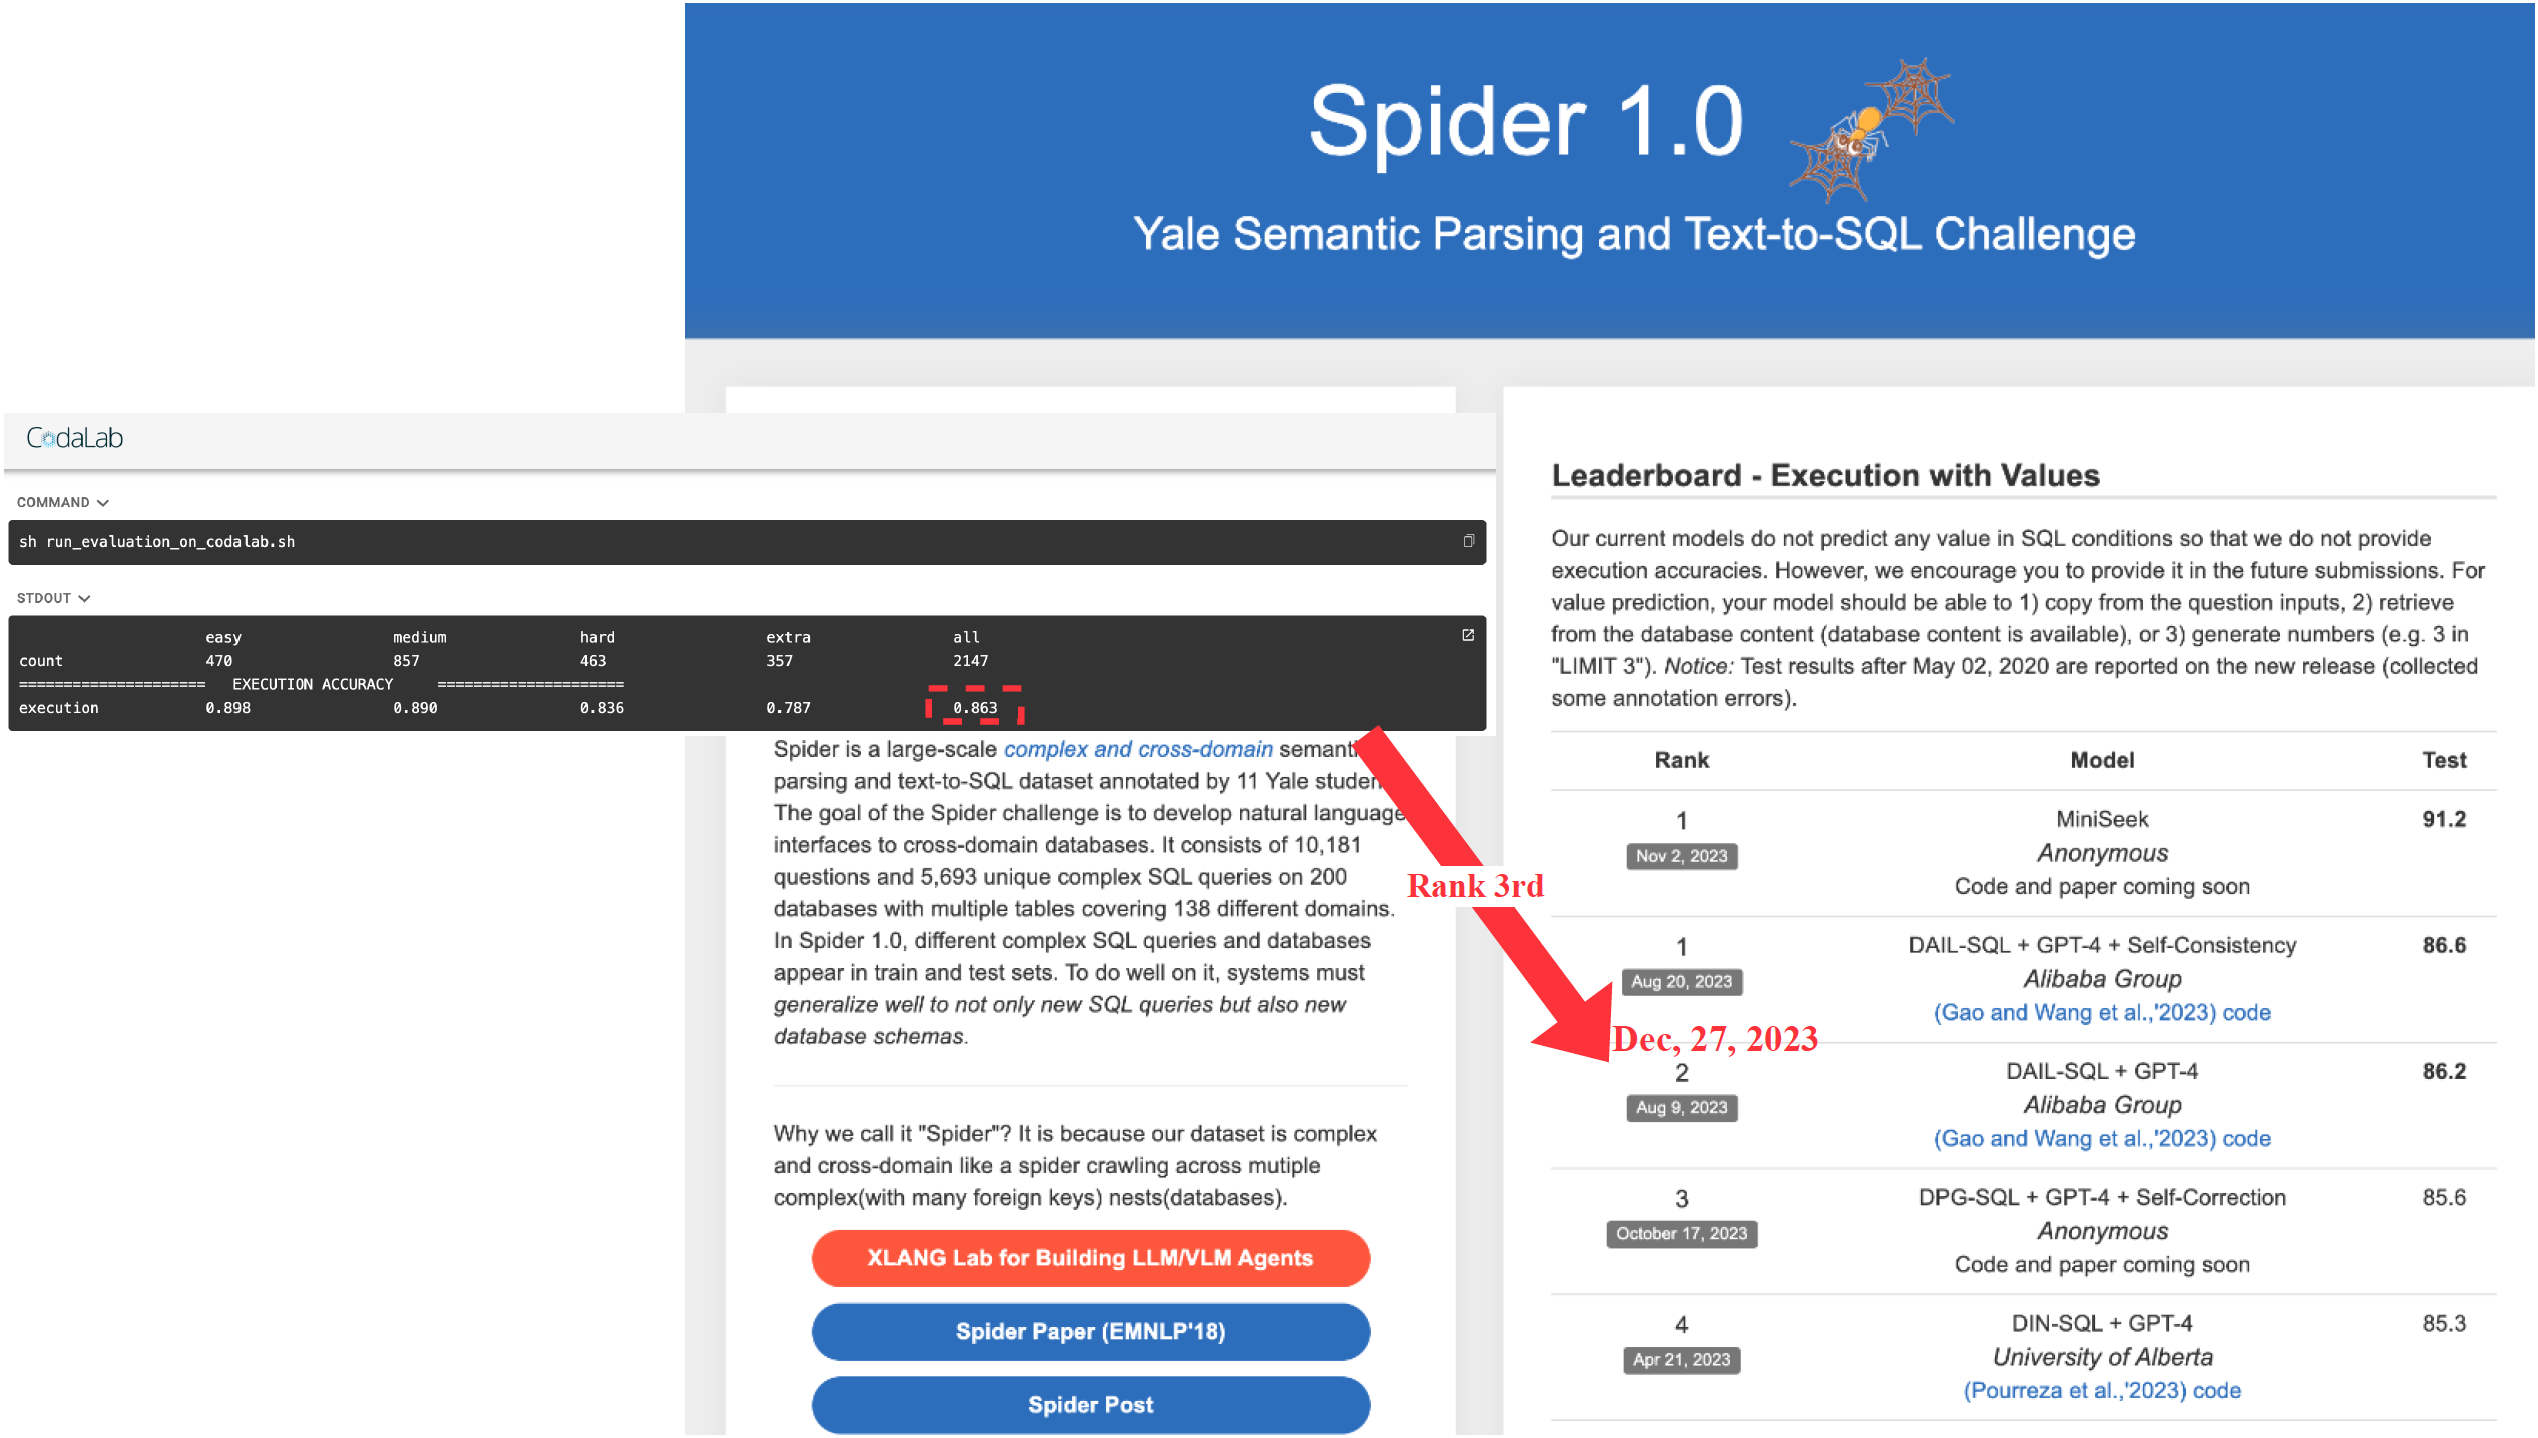 Spider 1.0
Yale Semantic Parsing and Text-to-SQL Challenge
CodaLab
COMMAND
sh run_evaluation_on_codalab.sh
STDOUT
easy medium hard extra all
count 470 857 463 357 2147
===================== EXECUTION ACCURACY =====================
execution 0.898 0.890 0.836 0.787 0.863
Spider is a large-scale complex and cross-domain semanti
parsing and text-to-SQL dataset annotated by 11 Yale studen
The goal of the Spider challenge is to develop natural language
interfaces to cross-domain databases. It consists of 10,181
questions and 5,693 unique complex SQL queries on 200
databases with multiple tables covering 138 different domains.
In Spider 1.0, different complex SQL queries and databases
appear in train and test sets. To do well on it, systems must
generalize well to not only new SQL queries but also new
database schemas.
Why we call it "Spider"? It is because our dataset is complex
and cross-domain like a spider crawling across mutiple
complex(with many foreign keys) nests(databases).
XLANG Lab for Building LLM/VLM Agents
Spider Paper (EMNLP'18)
Spider Post
Rank 3rd
Dec, 27, 2023
Leaderboard - Execution with Values
Our current models do not predict any value in SQL conditions so that we do not provide
execution accuracies. However, we encourage you to provide it in the future submissions. For
value prediction, your model should be able to 1) copy from the question inputs, 2) retrieve
from the database content (database content is available), or 3) generate numbers (e.g. 3 in
"LIMIT 3"). Notice: Test results after May 02, 2020 are reported on the new release (collected
some annotation errors).
Rank Model Test
1 MiniSeek 91.2
Nov 2, 2023 Anonymous
Code and paper coming soon
1 DAIL-SQL + GPT-4 + Self-Consistency 86.6
Aug 20, 2023 Alibaba Group
(Gao and Wang et al.,'2023) code
2 DAIL-SQL + GPT-4 86.2
Aug 9, 2023 Alibaba Group
(Gao and Wang et al.,'2023) code
3 DPG-SQL + GPT-4 + Self-Correction 85.6
October 17, 2023 Anonymous
Code and paper coming soon
4 DIN-SQL + GPT-4 85.3
Apr 21, 2023 University of Alberta
(Pourreza et al.,'2023) code